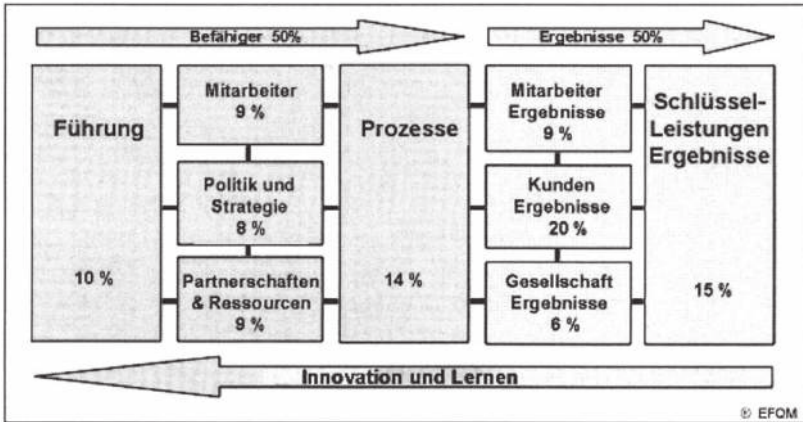 Befähiger 50%
Ergebnisse 50%
Führung
10 %
Mitarbeiter
9 %
Politik und
Strategie
8 %
Partnerschaften
& Ressourcen
9 %
Prozesse
14 %
Mitarbeiter
Ergebnisse
9 %
Kunden
Ergebnisse
20 %
Gesellschaft
Ergebnisse
6 %
Schlüssel-
Leistungen
Ergebnisse
15 %
Innovation und Lernen
® EFQM